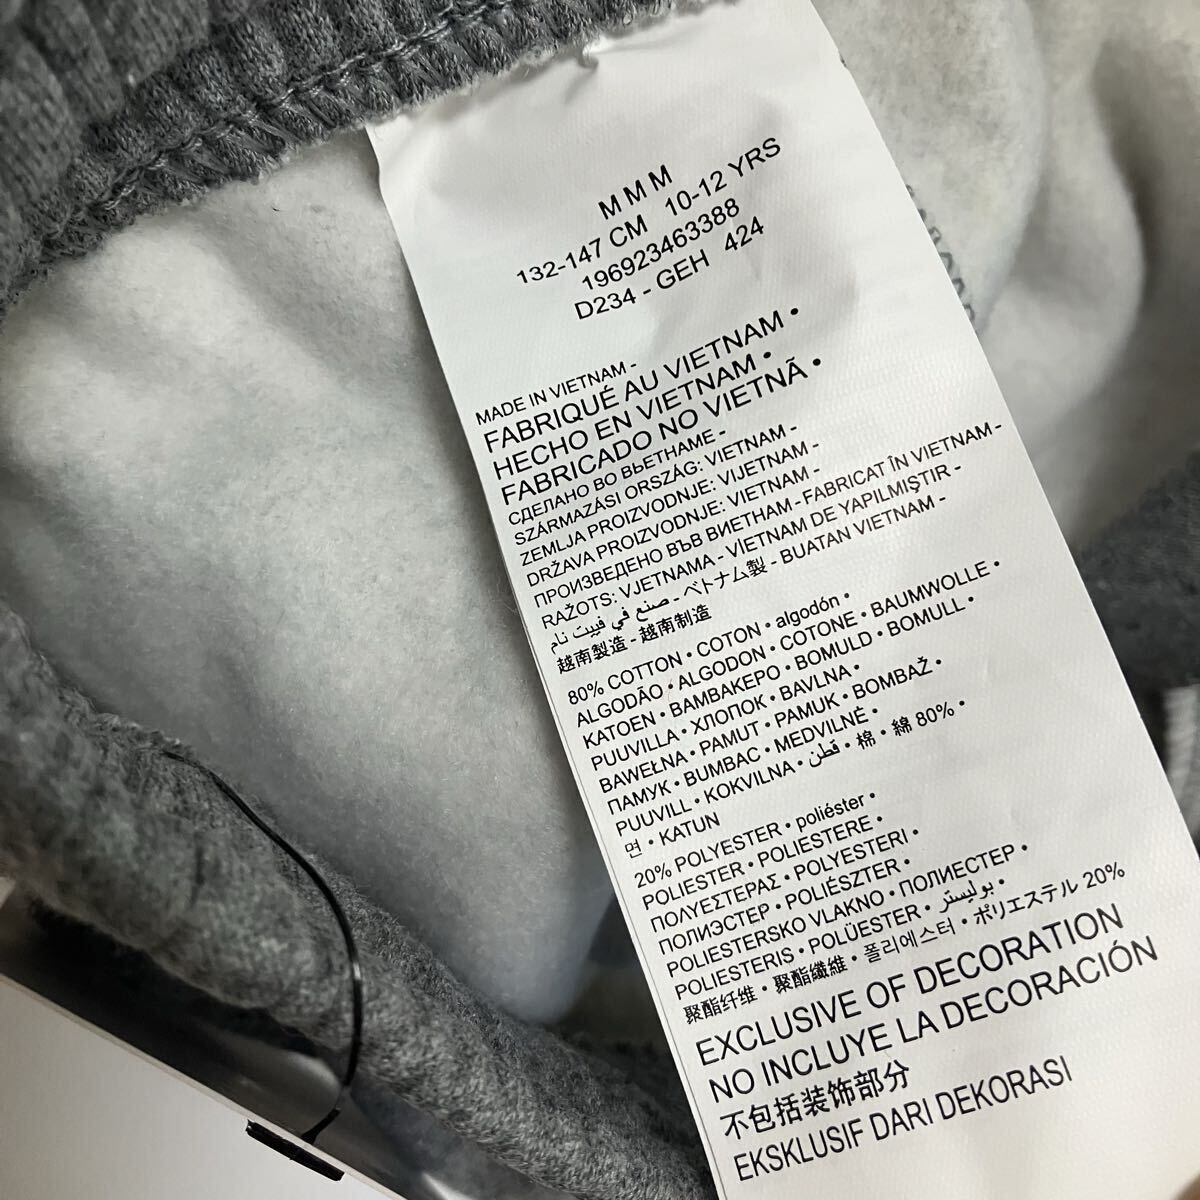 M M M
132-147 CM 10-12 YRS
196923463388
D234 - GEH 424
MADE IN VIETNAM -
FABRIQUÉ AU VIETNAM •
HECHO EN VIETNAM •
FABRICADO NO VIETNÃ •
СДЕЛАНО ВО ВЬЕТНАМЕ -
SZÁRMAZÁSI ORSZÁG: VIETNAM -
ZEMLJA PROIZVODNJE: VIJETNAM -
DRŽAVA PROIZVODNJE: VIETNAM -
ПРОИЗВЕДЕНО ВЪВ ВИЕТНАМ - FABRICAT ÎN VIETNAM -
RAŽOTS: VJETNAMA - VIETNAM DE YAPILMIŞTIR -
صنع في فييت نام - ベトナム製 - BUATAN VIETNAM -
越南製造 - 越南制造
80% COTTON • COTON • algodón •
ALGODÃO • ALGODON • COTONE • BAUMWOLLE •
KATOEN • BAMBAKEPO • BOMULD • BOMULL •
PUUVILLA • ХЛОПОК • BAVLNA •
BAWEŁNA • PAMUT • PAMUK • BOMBAŽ •
ПАМУК • BUMBAC • MEDVILNĖ •
PUUVILL • KOKVILNA • قطن • 棉 • 綿 80% •
면 • KATUN
20% POLYESTER • poliéster •
POLIESTER • POLIESTERE •
ΠΟΛΥΕΣΤΕΡΑΣ • POLYESTERI •
ПОЛИЭСТЕР • POLIÉSZTER •
POLIESTERSKO VLAKNO • ПОЛИЕСТЕР •
POLIESTERIS • POLÜESTER • بوليستر •
聚酯纤维 • 聚酯纖維 • 폴리에스터 • ポリエステル 20%
EXCLUSIVE OF DECORATION
NO INCLUYE LA DECORACIÓN
不包括装饰部分
EKSKLUSIF DARI DEKORASI